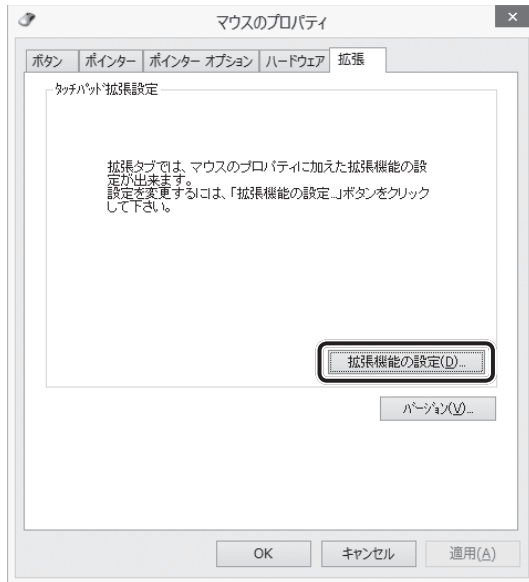 マウスのプロパティ
ボタン ポインター ポインター オプション ハードウェア 拡張
タッチパッド拡張設定
拡張タブでは、マウスのプロパティに加えた拡張機能の設
定が出来ます。
設定を変更するには、「拡張機能の設定...」ボタンをクリック
して下さい。
拡張機能の設定(D)...
バージョン(V)...
OK キャンセル 適用(A)